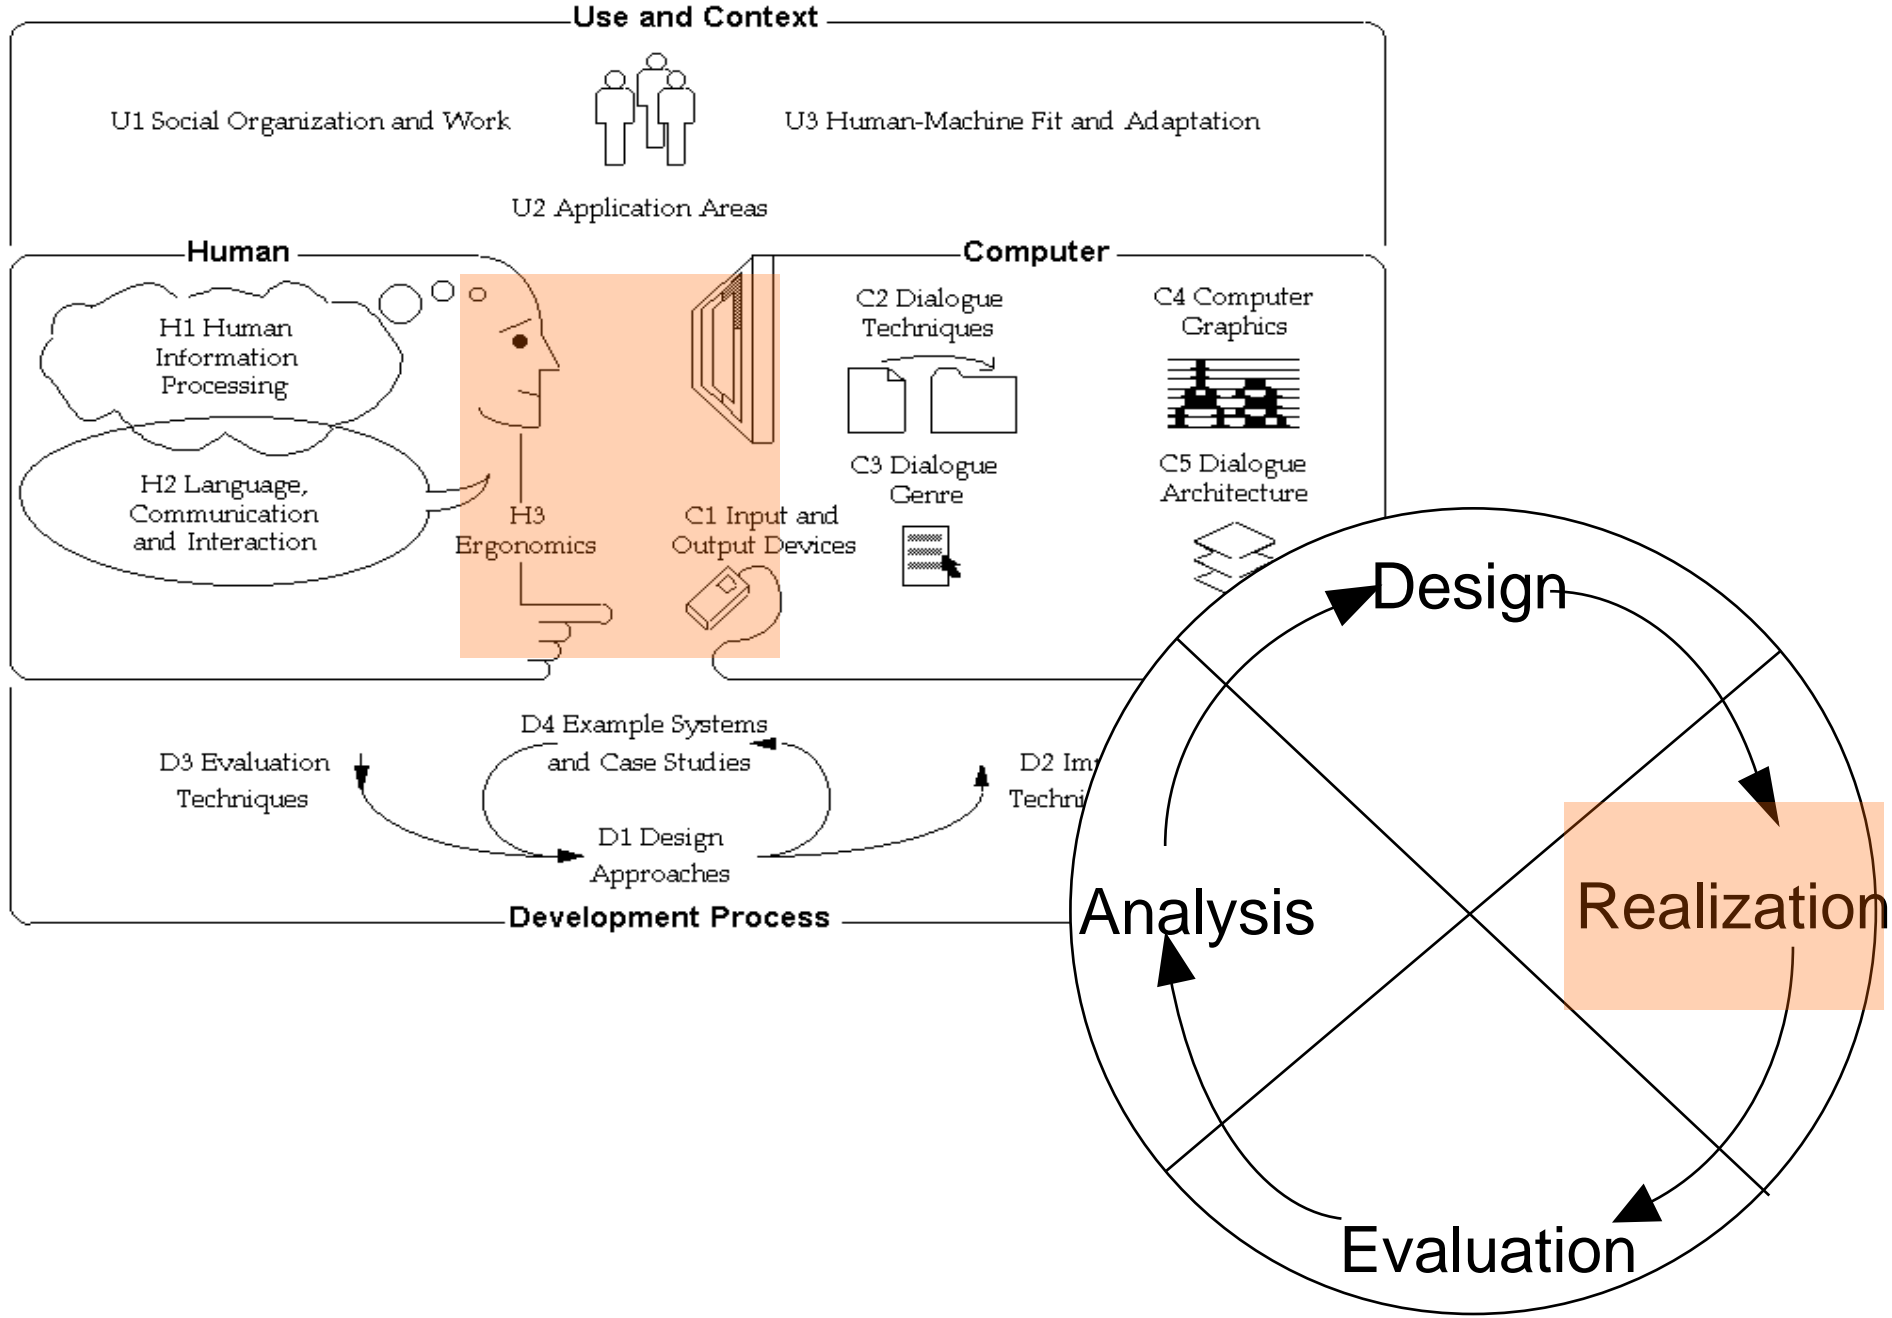 Use and Context
U1 Social Organization and Work
U3 Human-Machine Fit and Adaptation
U2 Application Areas
Human
H1 Human
Information
Processing
H2 Language,
Communication
and Interaction
H3
Ergonomics
Computer
C1 Input and
Output Devices
C2 Dialogue
Techniques
C3 Dialogue
Genre
C4 Computer
Graphics
C5 Dialogue
Architecture
D3 Evaluation
Techniques
D4 Example Systems
and Case Studies
D1 Design
Approaches
D2
Development Process
Design
Realization
Evaluation
Analysis